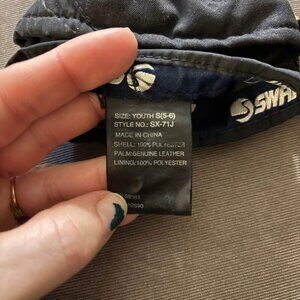 SWA
SIZE: YOUTH S(5-6)
STYLE NO.: SX-71J
MADE IN CHINA
SHELL: 100% POLYESTER
PALM:GENUINE LEATHER
LINING:100% POLYESTER